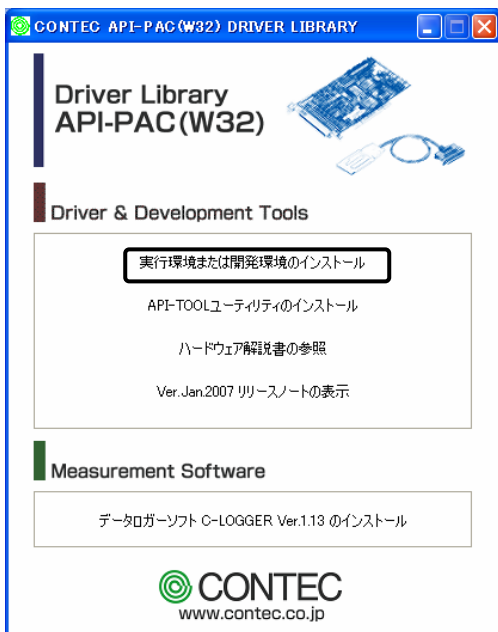 CONTEC API-PAC(W32) DRIVER LIBRARY
Driver Library
API-PAC(W32)
Driver & Development Tools
実行環境または開発環境のインストール
API-TOOLユーティリティのインストール
ハードウェア解説書の参照
Ver.Jan.2007 リリースノートの表示
Measurement Software
データロガーソフト C-LOGGER Ver.1.13 のインストール
CONTEC
www.contec.co.jp